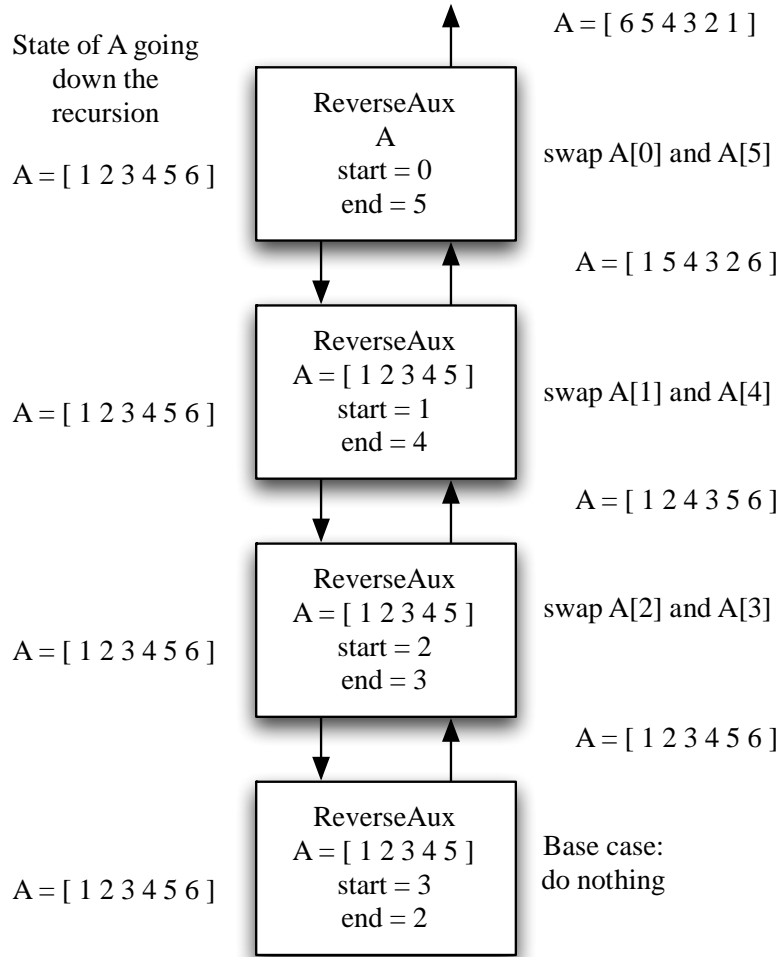 State of A going
down the
recursion
A = [ 6 5 4 3 2 1 ]
ReverseAux
A
start = 0
end = 5
A = [ 1 2 3 4 5 6 ]
swap A[0] and A[5]
A = [ 1 5 4 3 2 6 ]
ReverseAux
A = [ 1 2 3 4 5 ]
start = 1
end = 4
A = [ 1 2 3 4 5 6 ]
swap A[1] and A[4]
A = [ 1 2 4 3 5 6 ]
ReverseAux
A = [ 1 2 3 4 5 ]
start = 2
end = 3
A = [ 1 2 3 4 5 6 ]
swap A[2] and A[3]
A = [ 1 2 3 4 5 6 ]
ReverseAux
A = [ 1 2 3 4 5 ]
start = 3
end = 2
A = [ 1 2 3 4 5 6 ]
Base case:
do nothing